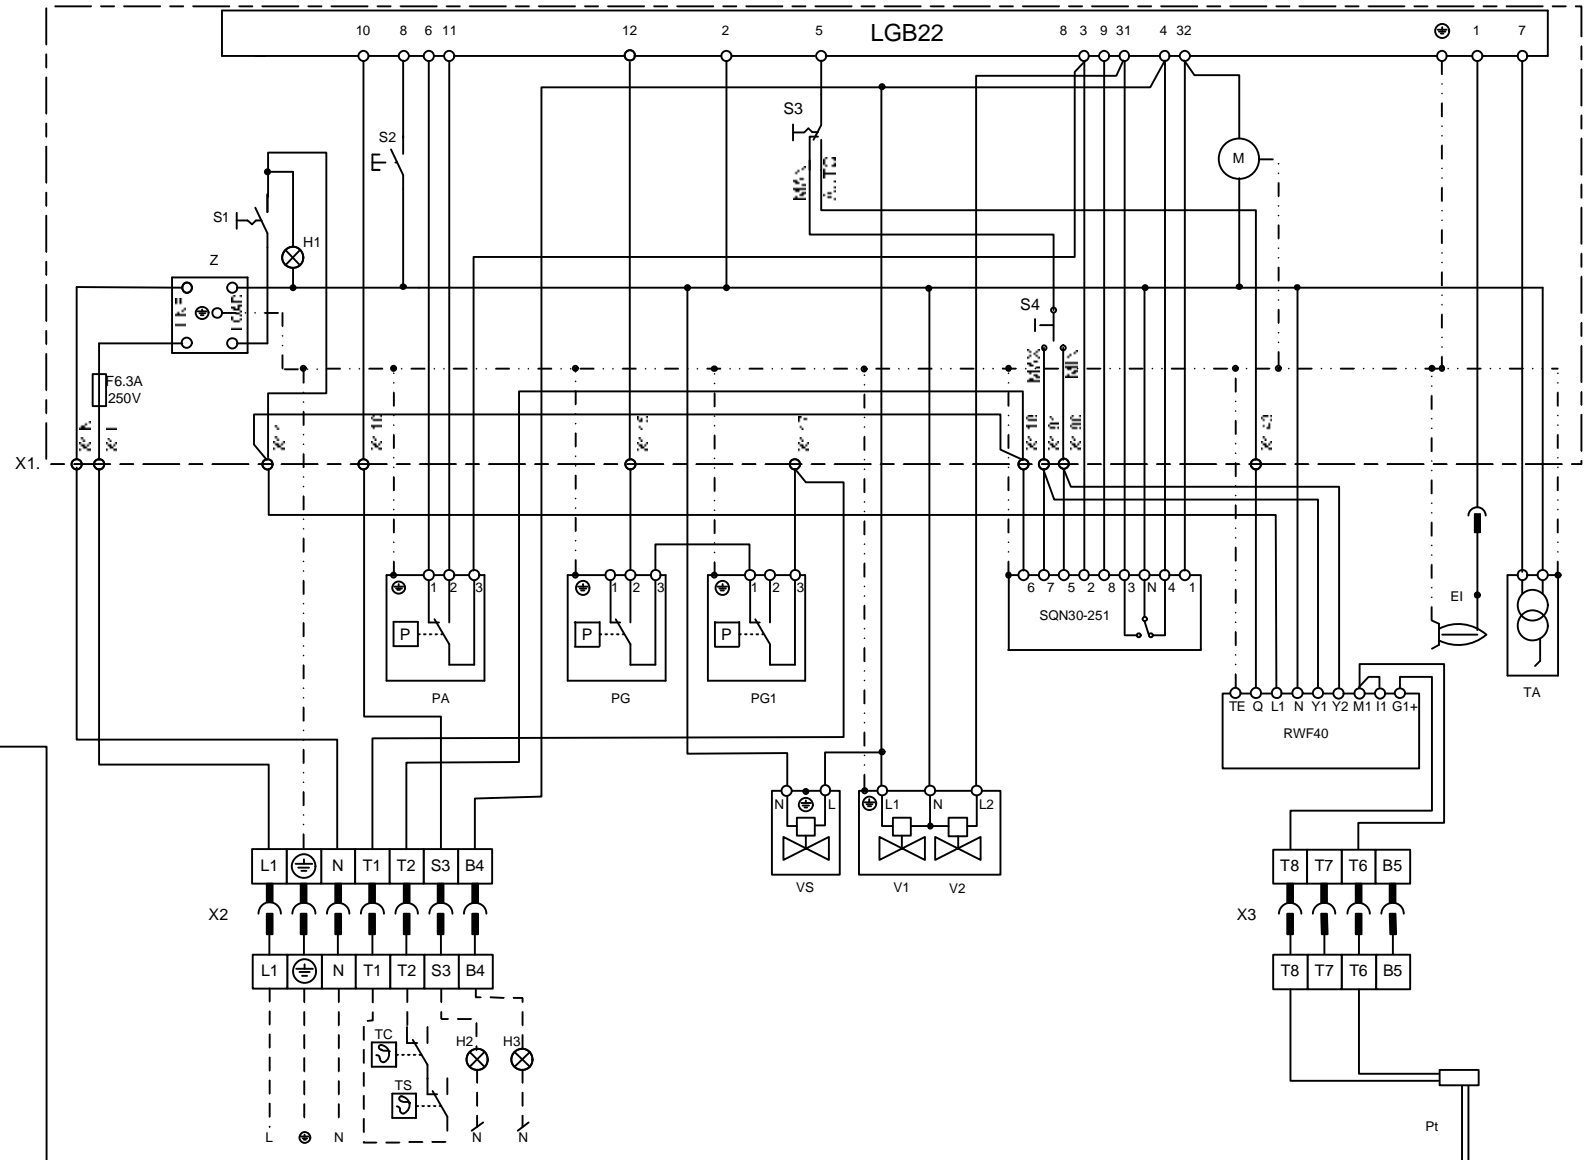 10 8 6 11 12 2 5 LGB22 8 3 9 31 4 32 1 7
S3
S2
M
S1
H1
Z
S4
F6.3A
250V
X1.
1 2 3
1 2 3
1 2 3
6 7 5 2 8 3 N 4 1
P
P
P
SQN30-251
EI
PA
PG
PG1
TA
TE Q L1 N Y1 Y2 M1 I1 G1+
RWF40
N L
L1 N L2
VS
V1
V2
L1 N T1 T2 S3 B4
T8 T7 T6 B5
X2
X3
L1 N T1 T2 S3 B4
T8 T7 T6 B5
TC
H2
H3
TS
L N N N
Pt